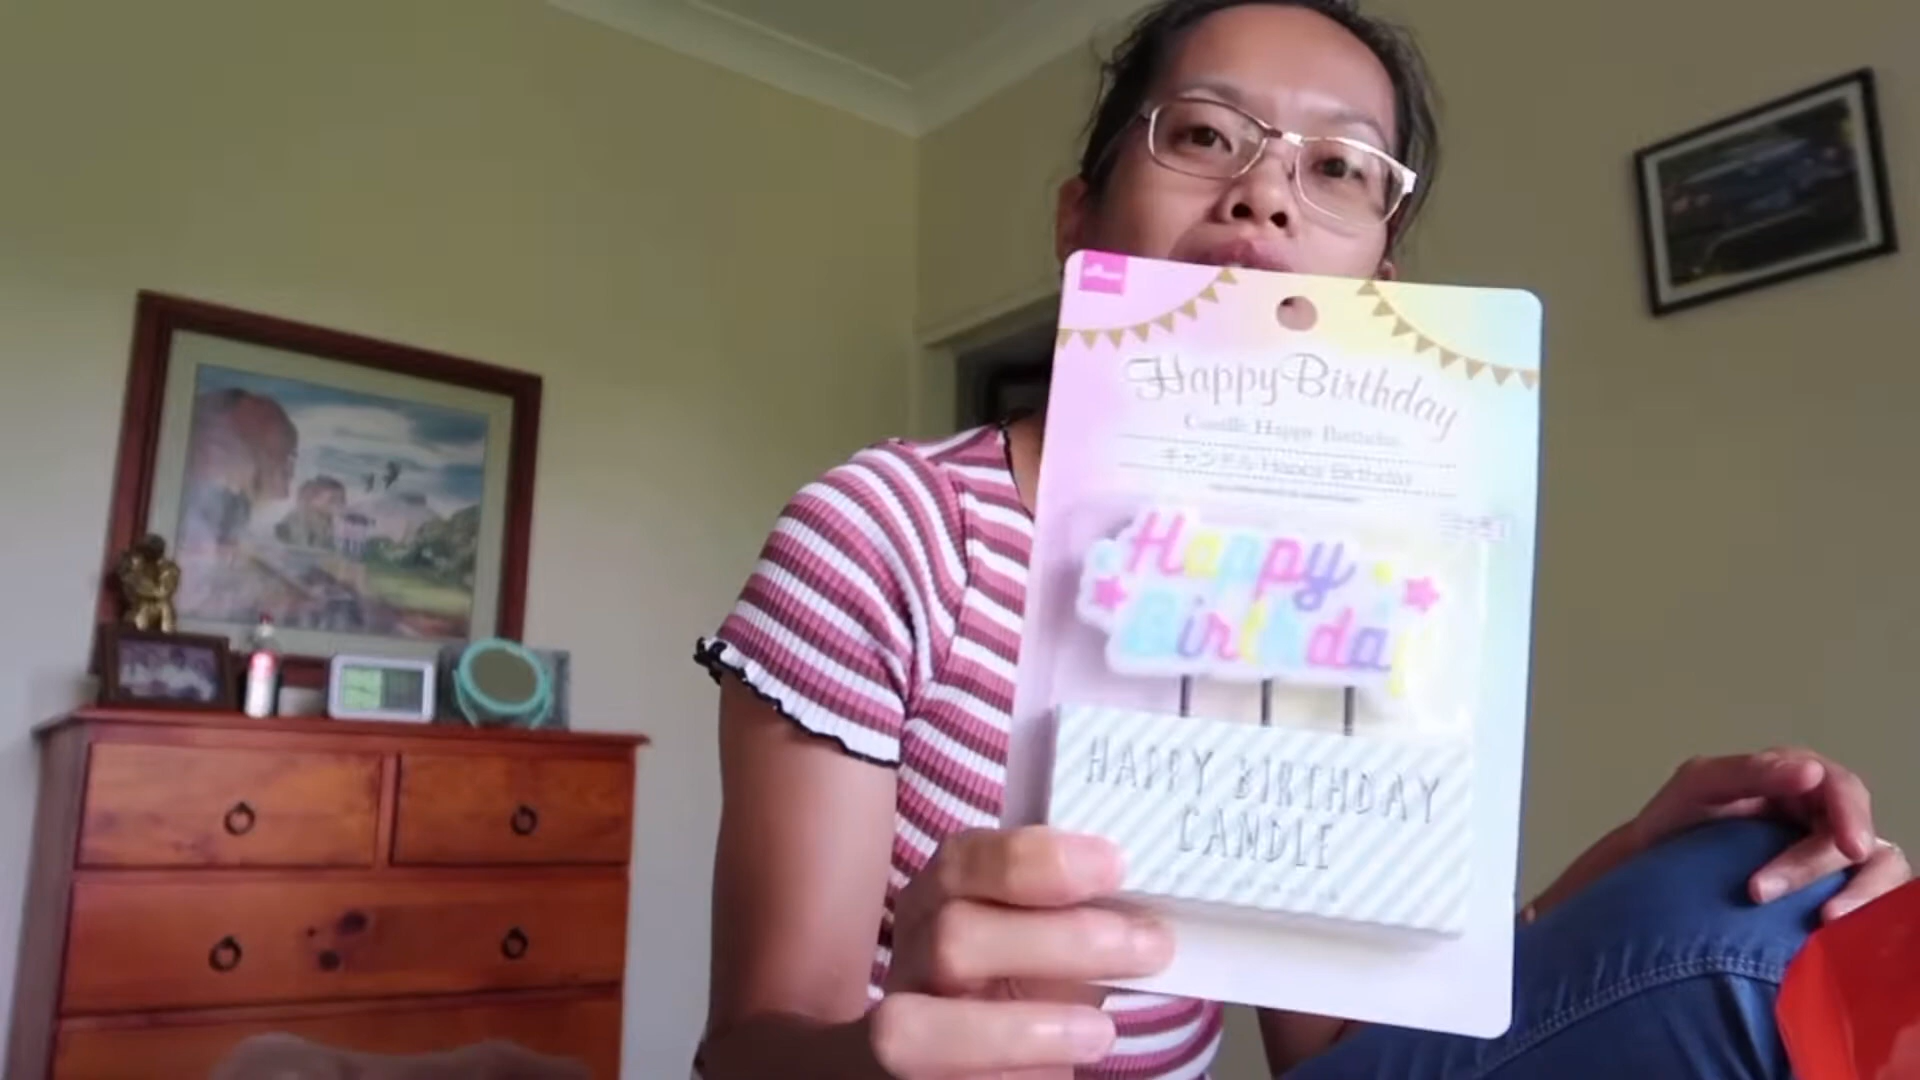 Happy Birthday
Candle Happy Birthday
キャンドル Happy Birthday
Happy
Birthday
HAPPY BIRTHDAY
CANDLE